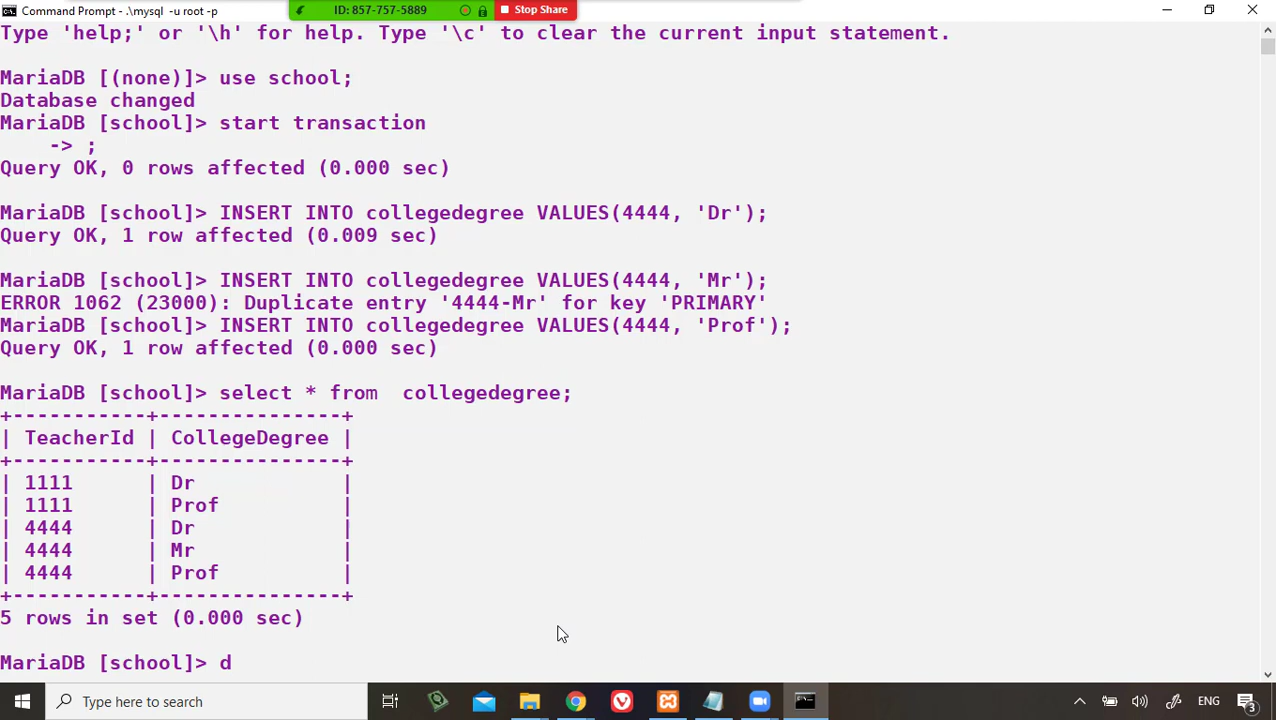 Command Prompt - .\mysql -u root -p
ID: 857-757-5889
Stop Share
Type 'help;' or '\h' for help. Type '\c' to clear the current input statement.
MariaDB [(none)]> use school;
Database changed
MariaDB [school]> start transaction
    -> ;
Query OK, 0 rows affected (0.000 sec)
MariaDB [school]> INSERT INTO collegedegree VALUES(4444, 'Dr');
Query OK, 1 row affected (0.009 sec)
MariaDB [school]> INSERT INTO collegedegree VALUES(4444, 'Mr');
ERROR 1062 (23000): Duplicate entry '4444-Mr' for key 'PRIMARY'
MariaDB [school]> INSERT INTO collegedegree VALUES(4444, 'Prof');
Query OK, 1 row affected (0.000 sec)
MariaDB [school]> select * from  collegedegree;
+-----------+---------------+
| TeacherId | CollegeDegree |
+-----------+---------------+
| 1111      | Dr            |
| 1111      | Prof          |
| 4444      | Dr            |
| 4444      | Mr            |
| 4444      | Prof          |
+-----------+---------------+
5 rows in set (0.000 sec)
MariaDB [school]> d
Type here to search
ENG
3